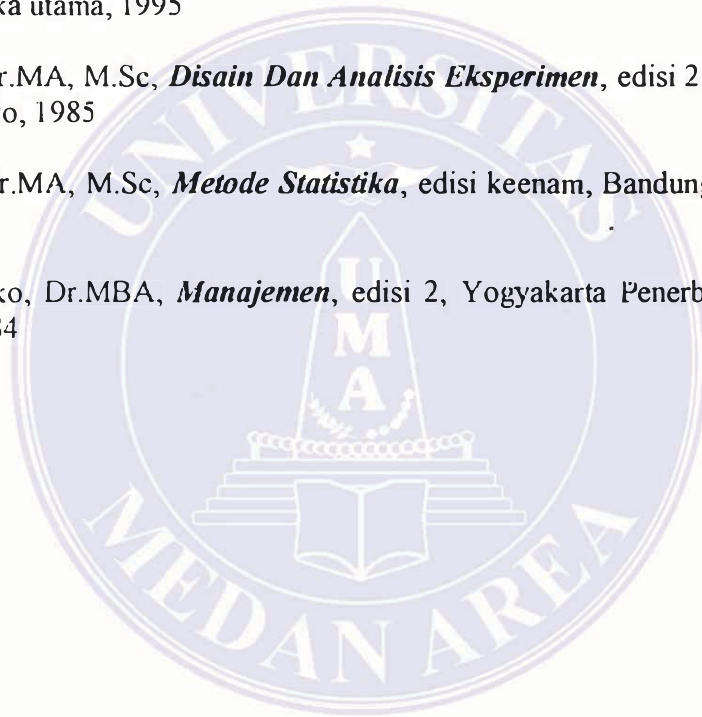 ka utama, 1995
r.MA, M.Sc, Disain Dan Analisis Eksperimen, edisi 2
o, 1985
r.MA, M.Sc, Metode Statistika, edisi keenam, Bandung
ko, Dr.MBA, Manajemen, edisi 2, Yogyakarta Penerb
34
UNIVERSITAS
UMA
MEDAN AREA